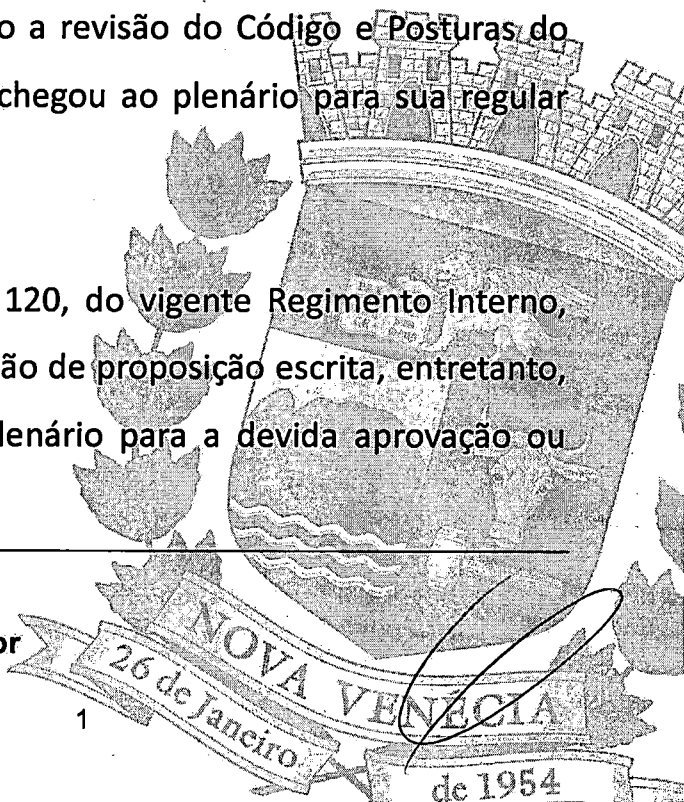 o a revisão do Código e Posturas do
chegou ao plenário para sua regular
120, do vigente Regimento Interno,
ão de proposição escrita, entretanto,
lenário para a devida aprovação ou
or
1
NOVA VENÉCIA
26 de Janeiro
de 1954